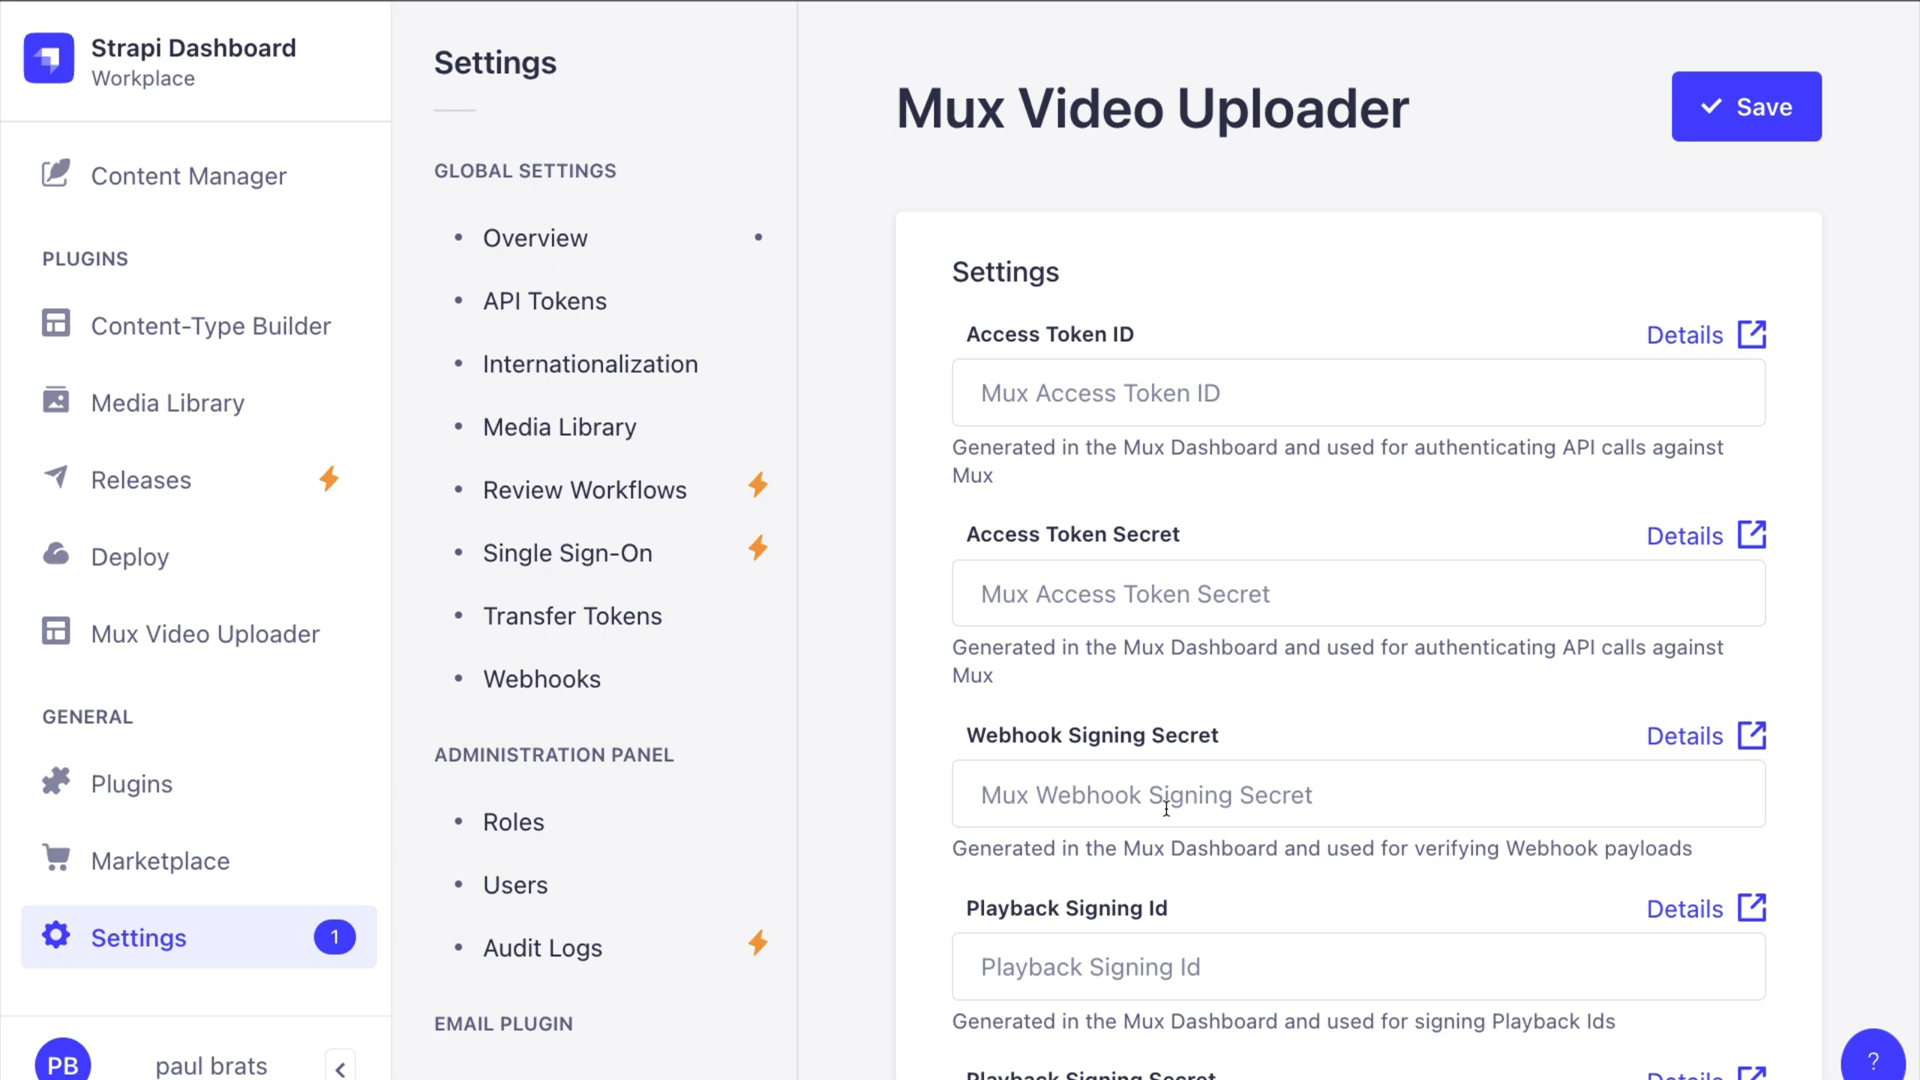 Strapi Dashboard
Workplace
Content Manager
PLUGINS
Content-Type Builder
Media Library
Releases
Deploy
Mux Video Uploader
GENERAL
Plugins
Marketplace
Settings
1
PB
paul brats
Settings
GLOBAL SETTINGS
Overview
API Tokens
Internationalization
Media Library
Review Workflows
Single Sign-On
Transfer Tokens
Webhooks
ADMINISTRATION PANEL
Roles
Users
Audit Logs
EMAIL PLUGIN
Mux Video Uploader
Save
Settings
Access Token ID
Details
Mux Access Token ID
Generated in the Mux Dashboard and used for authenticating API calls against
Mux
Access Token Secret
Details
Mux Access Token Secret
Generated in the Mux Dashboard and used for authenticating API calls against
Mux
Webhook Signing Secret
Details
Mux Webhook Signing Secret
Generated in the Mux Dashboard and used for verifying Webhook payloads
Playback Signing Id
Details
Playback Signing Id
Generated in the Mux Dashboard and used for signing Playback Ids
Playback Signing Secret
Details
?